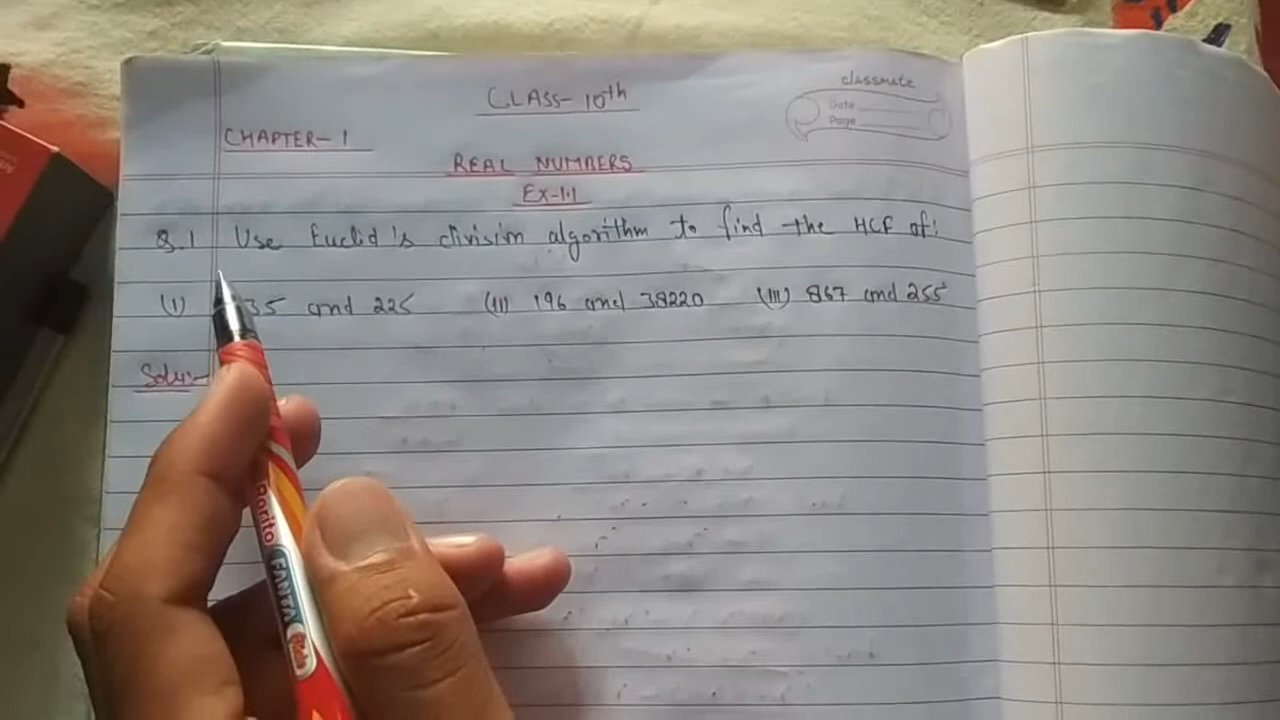 CLASS-10th
classmate
Date
Page
CHAPTER-1
REAL NUMBERS
Ex-1.1
Q.1 Use Euclid's division algorithm to find the HCF of:
(I) 35 and 225 (II) 196 and 38220 (III) 867 and 255
Soln:-
Rorito
FANTA